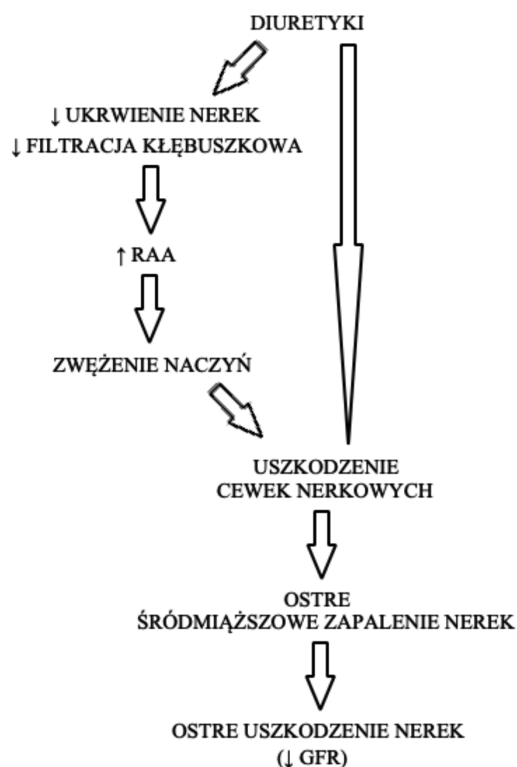 DIURETYKI
↓ UKRWIENIE NEREK
↓ FILTRACJA KŁĘBUSZKOWA
↑ RAA
ZWĘŻENIE NACZYŃ
USZKODZENIE
CEWEK NERKOWYCH
OSTRE
ŚRÓDMIĄŻSZOWE ZAPALENIE NEREK
OSTRE USZKODZENIE NEREK
(↓ GFR)